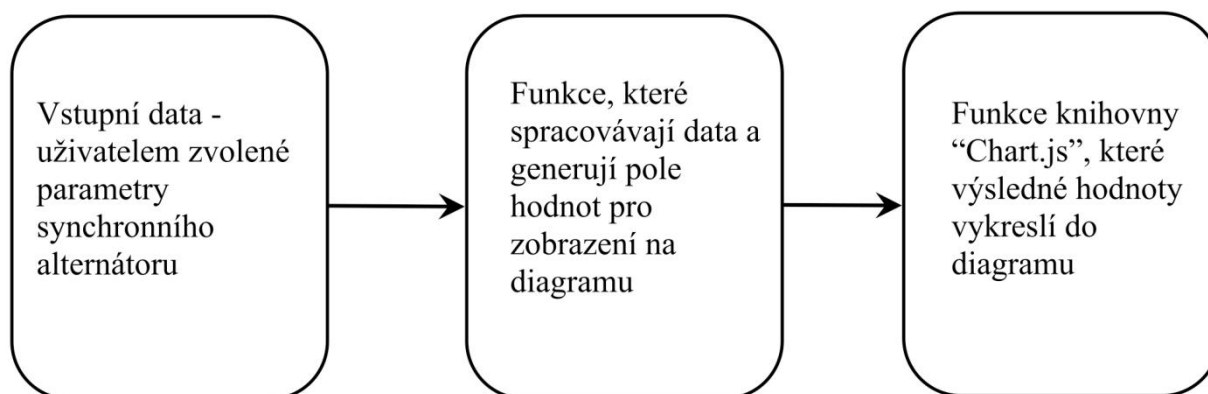 Vstupní data -
uživatelem zvolené
parametry
synchronního
alternátoru
Funkce, které
spracovávají data a
generují pole
hodnot pro
zobrazení na
diagramu
Funkce knihovny
“Chart.js”, které
výsledné hodnoty
vykreslí do
diagramu